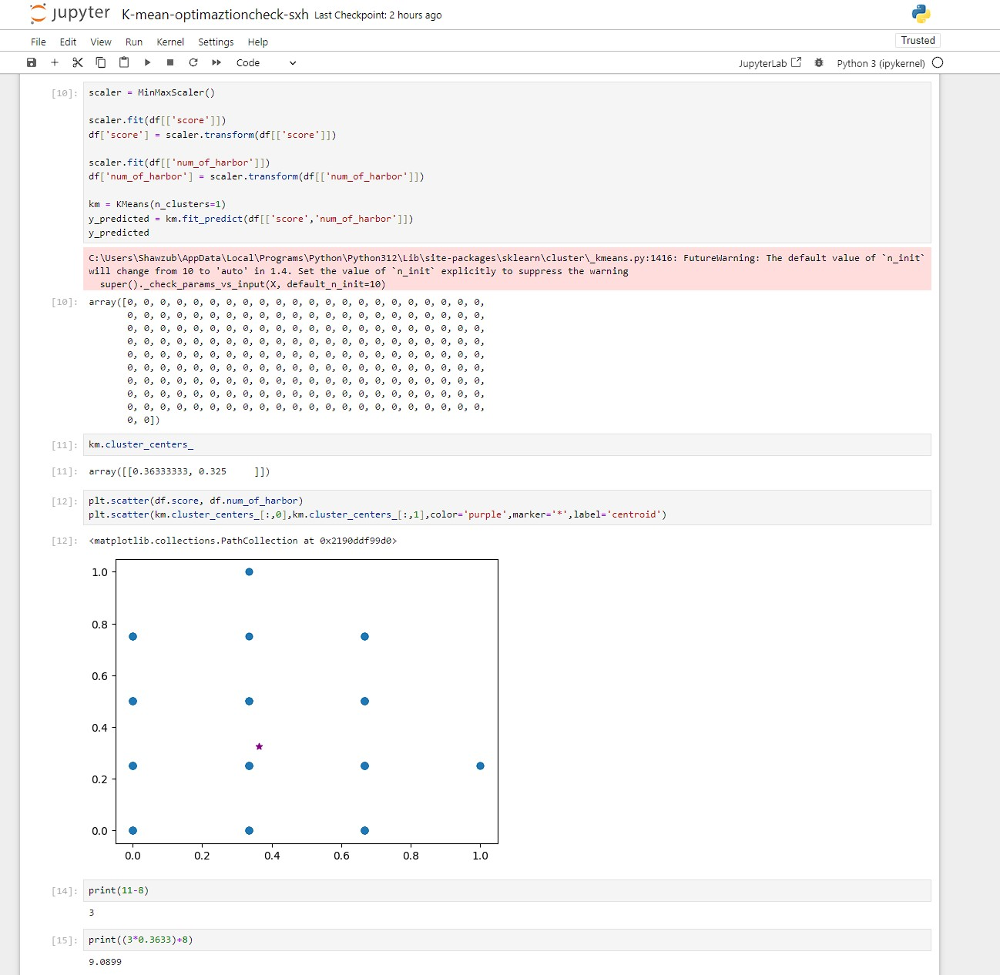 jupyter K-mean-optimaztioncheck-sxh Last Checkpoint: 2 hours ago
File Edit View Run Kernel Settings Help Trusted
Code JupyterLab Python 3 (ipykernel)
[10]: scaler = MinMaxScaler()
scaler.fit(df[['score']])
df['score'] = scaler.transform(df[['score']])
scaler.fit(df[['num_of_harbor']])
df['num_of_harbor'] = scaler.transform(df[['num_of_harbor']])
km = KMeans(n_clusters=1)
y_predicted = km.fit_predict(df[['score','num_of_harbor']])
y_predicted
C:\Users\Shawzub\AppData\Local\Programs\Python\Python312\Lib\site-packages\sklearn\cluster\_kmeans.py:1416: FutureWarning: The default value of `n_init`
will change from 10 to 'auto' in 1.4. Set the value of `n_init` explicitly to suppress the warning
super()._check_params_vs_input(X, default_n_init=10)
[10]: array([0, 0, 0, 0, 0, 0, 0, 0, 0, 0, 0, 0, 0, 0, 0, 0, 0, 0, 0, 0, 0, 0,
0, 0, 0, 0, 0, 0, 0, 0, 0, 0, 0, 0, 0, 0, 0, 0, 0, 0, 0, 0, 0, 0,
0, 0, 0, 0, 0, 0, 0, 0, 0, 0, 0, 0, 0, 0, 0, 0, 0, 0, 0, 0, 0, 0,
0, 0, 0, 0, 0, 0, 0, 0, 0, 0, 0, 0, 0, 0, 0, 0, 0, 0, 0, 0, 0, 0,
0, 0, 0, 0, 0, 0, 0, 0, 0, 0, 0, 0, 0, 0, 0, 0, 0, 0, 0, 0, 0, 0,
0, 0, 0, 0, 0, 0, 0, 0, 0, 0, 0, 0, 0, 0, 0, 0, 0, 0, 0, 0, 0, 0,
0, 0, 0, 0, 0, 0, 0, 0, 0, 0, 0, 0, 0, 0, 0, 0, 0, 0, 0, 0, 0, 0,
0, 0, 0, 0, 0, 0, 0, 0, 0, 0, 0, 0, 0, 0, 0, 0, 0, 0, 0, 0, 0, 0,
0, 0, 0, 0, 0, 0, 0, 0, 0, 0, 0, 0, 0, 0, 0, 0, 0, 0, 0, 0, 0, 0,
0, 0])
[11]: km.cluster_centers_
[11]: array([[0.36333333, 0.325     ]])
[12]: plt.scatter(df.score, df.num_of_harbor)
plt.scatter(km.cluster_centers_[:,0],km.cluster_centers_[:,1],color='purple',marker='*',label='centroid')
[12]: <matplotlib.collections.PathCollection at 0x2190ddf99d0>
1.0
0.8
0.6
0.4
0.2
0.0
0.0 0.2 0.4 0.6 0.8 1.0
[14]: print(11-8)
3
[15]: print((3*0.3633)+8)
9.0899